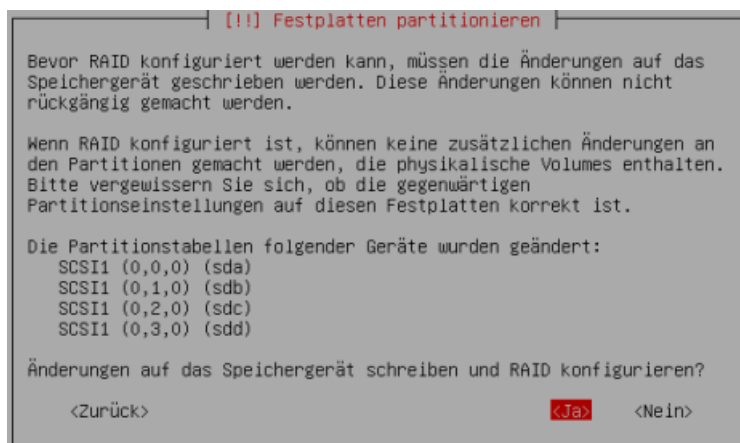 [!!] Festplatten partitionieren
Bevor RAID konfiguriert werden kann, müssen die Änderungen auf das
Speichergerät geschrieben werden. Diese Änderungen können nicht
rückgängig gemacht werden.
Wenn RAID konfiguriert ist, können keine zusätzlichen Änderungen an
den Partitionen gemacht werden, die physikalische Volumes enthalten.
Bitte vergewissern Sie sich, ob die gegenwärtigen
Partitionseinstellungen auf diesen Festplatten korrekt ist.
Die Partitionstabellen folgender Geräte wurden geändert:
SCSI1 (0,0,0) (sda)
SCSI1 (0,1,0) (sdb)
SCSI1 (0,2,0) (sdc)
SCSI1 (0,3,0) (sdd)
Änderungen auf das Speichergerät schreiben und RAID konfigurieren?
<Zurück> <Ja> <Nein>